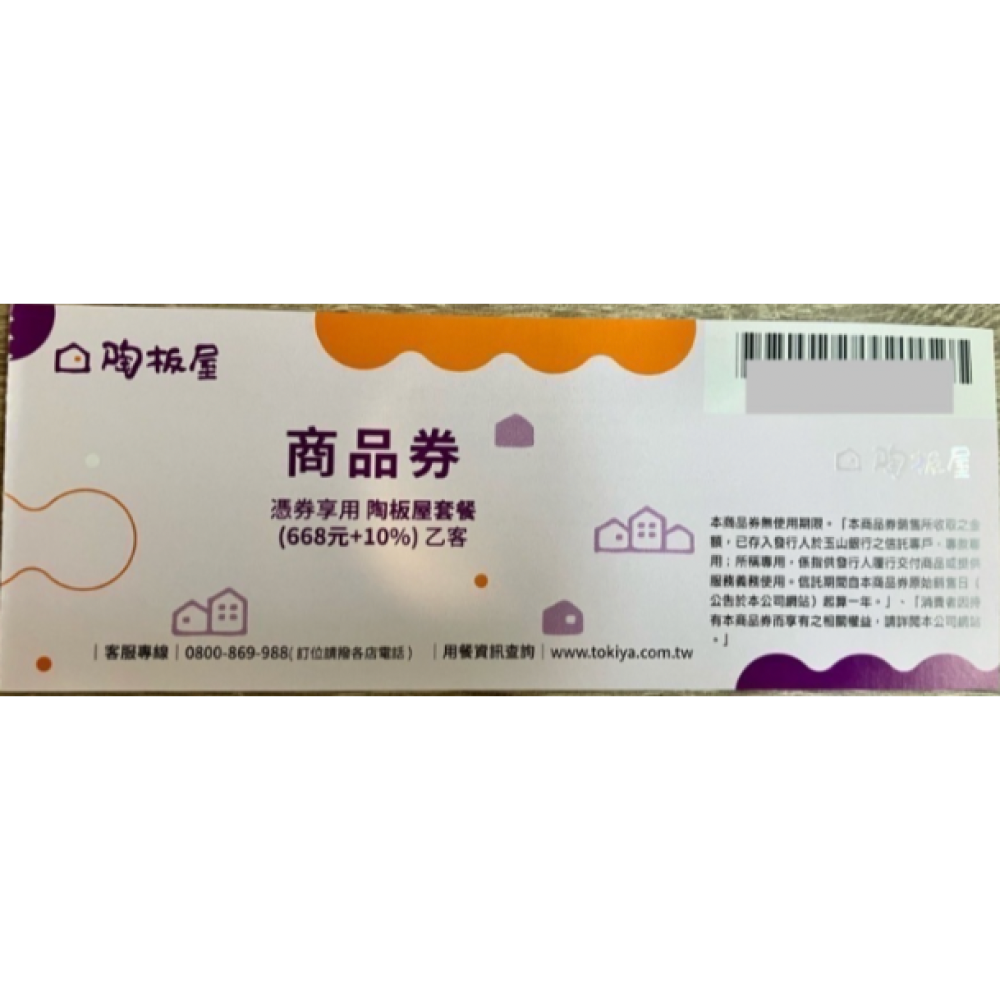 陶板屋
商品券
憑券享用 陶板屋套餐
(668元+10%) 乙客
｜客服專線｜0800-869-988(訂位請撥各店電話) ｜用餐資訊查詢｜www.tokiya.com.tw
陶板屋
本商品券無使用期限。「本商品券銷售所收取之金
額，已存入發行人於玉山銀行之信託專戶，專款專
用；所稱專用，係指供發行人履行交付商品或提供
服務義務使用。信託期間自本商品券原始銷售日（
公告於本公司網站）起算一年。」、「消費者因持
有本商品券而享有之相關權益，請詳閱本公司網站
。」